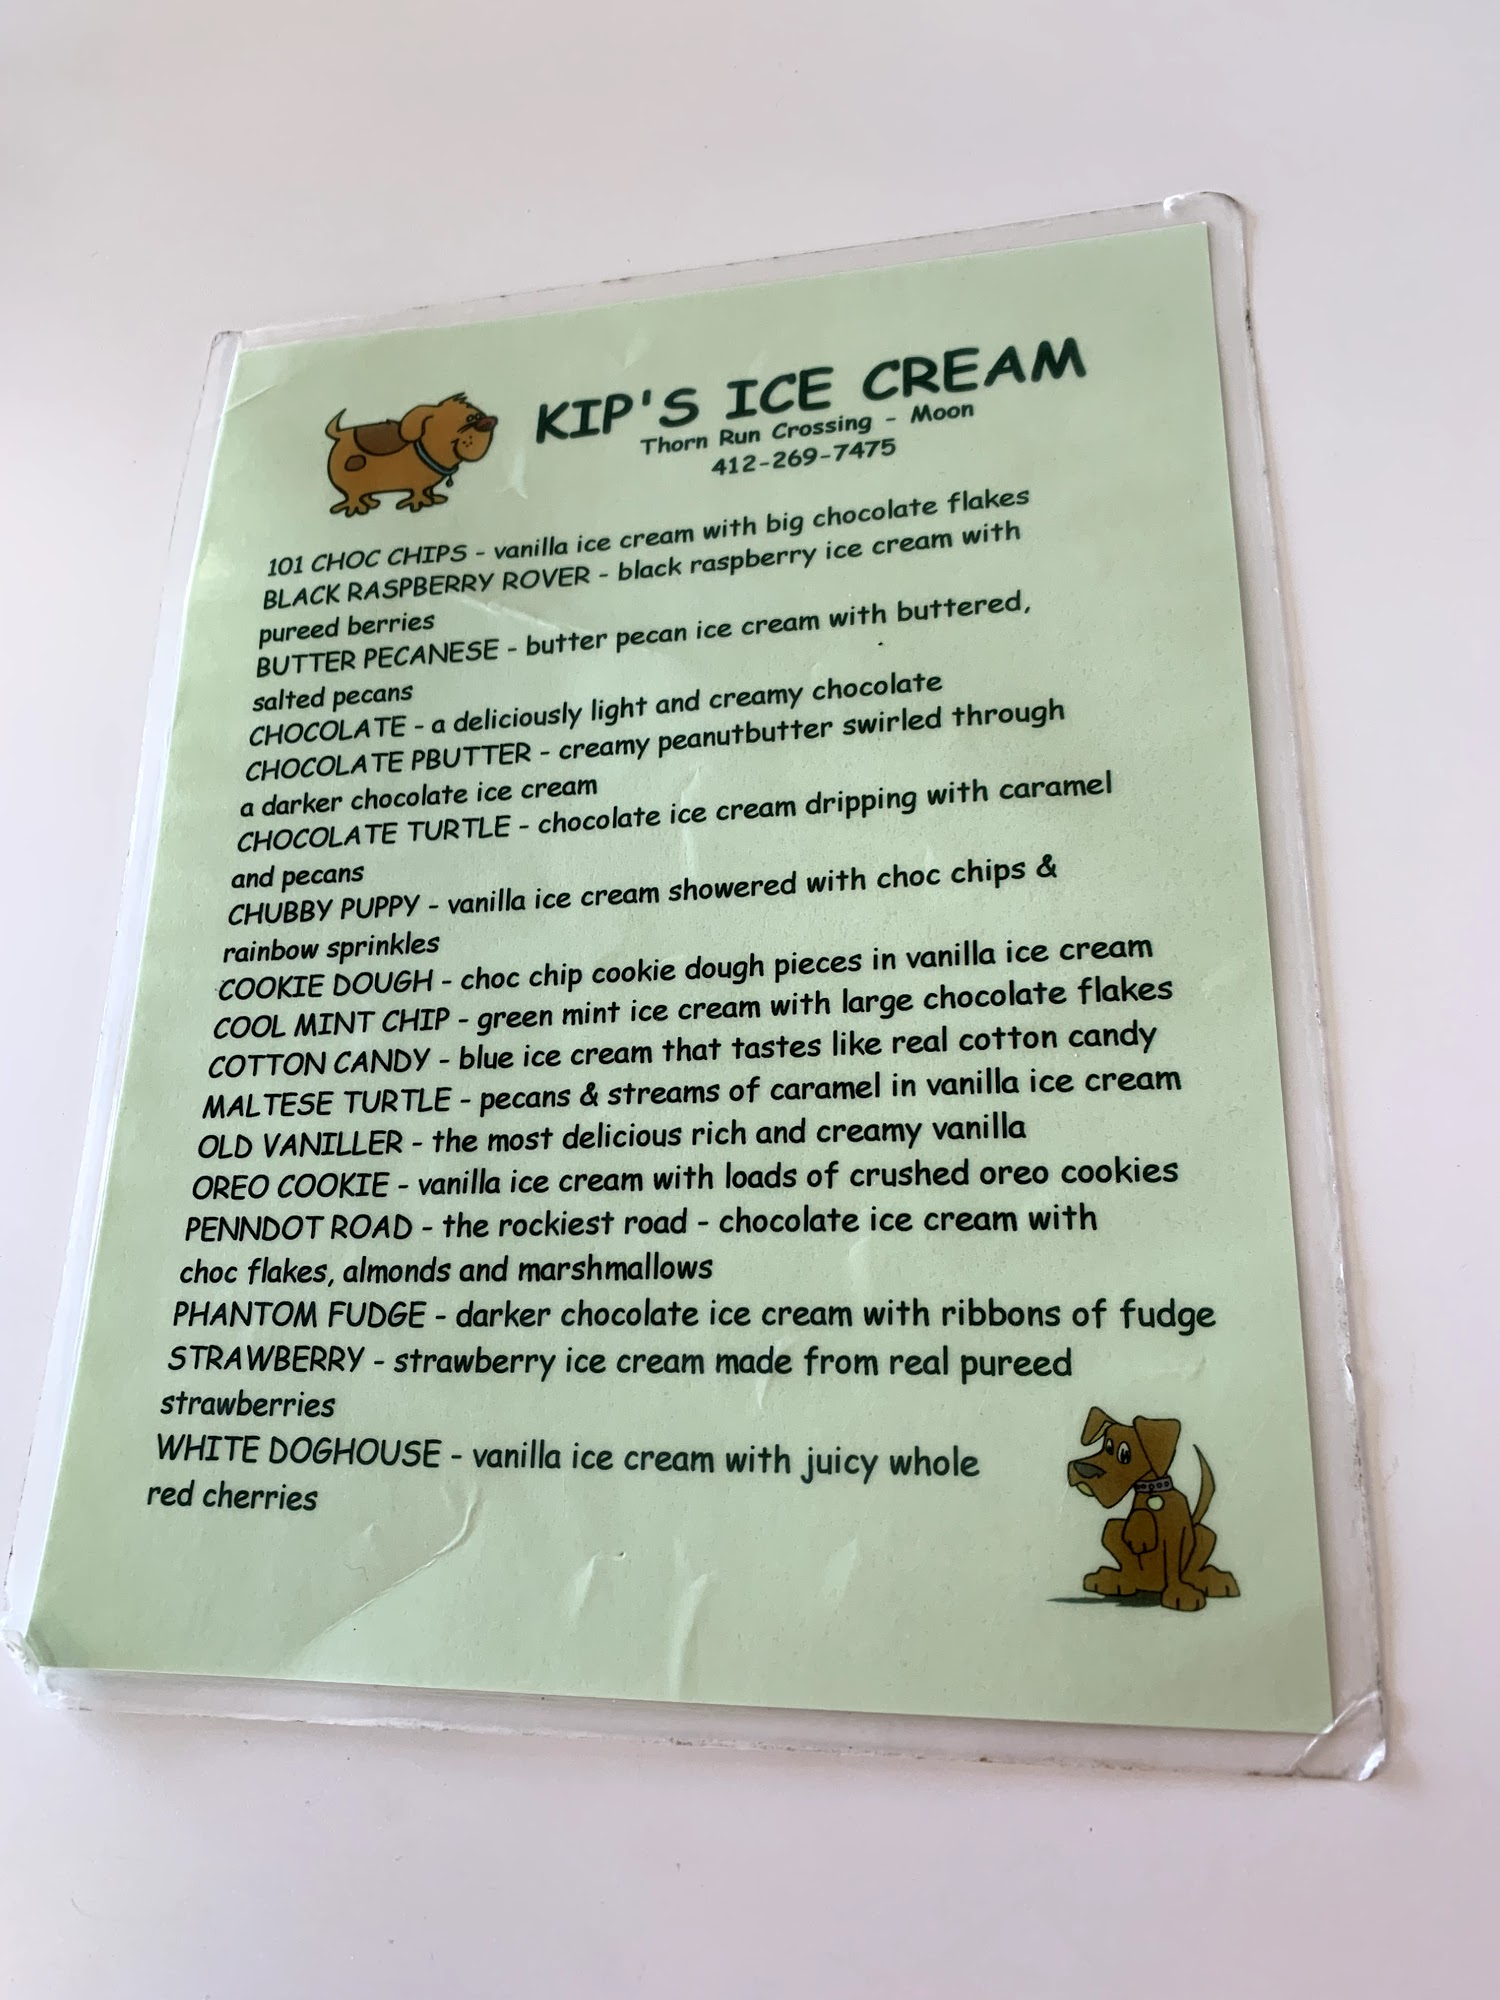 KIP'S ICE CREAM
Thorn Run Crossing - Moon
412-269-7475
101 CHOC CHIPS - vanilla ice cream with big chocolate flakes
BLACK RASPBERRY ROVER - black raspberry ice cream with
pureed berries
BUTTER PECANESE - butter pecan ice cream with buttered,
salted pecans
CHOCOLATE - a deliciously light and creamy chocolate
CHOCOLATE PBUTTER - creamy peanutbutter swirled through
a darker chocolate ice cream
CHOCOLATE TURTLE - chocolate ice cream dripping with caramel
and pecans
CHUBBY PUPPY - vanilla ice cream showered with choc chips &
rainbow sprinkles
COOKIE DOUGH - choc chip cookie dough pieces in vanilla ice cream
COOL MINT CHIP - green mint ice cream with large chocolate flakes
COTTON CANDY - blue ice cream that tastes like real cotton candy
MALTESE TURTLE - pecans & streams of caramel in vanilla ice cream
OLD VANILLER - the most delicious rich and creamy vanilla
OREO COOKIE - vanilla ice cream with loads of crushed oreo cookies
PENNDOT ROAD - the rockiest road - chocolate ice cream with
choc flakes, almonds and marshmallows
PHANTOM FUDGE - darker chocolate ice cream with ribbons of fudge
STRAWBERRY - strawberry ice cream made from real pureed
strawberries
WHITE DOGHOUSE - vanilla ice cream with juicy whole
red cherries